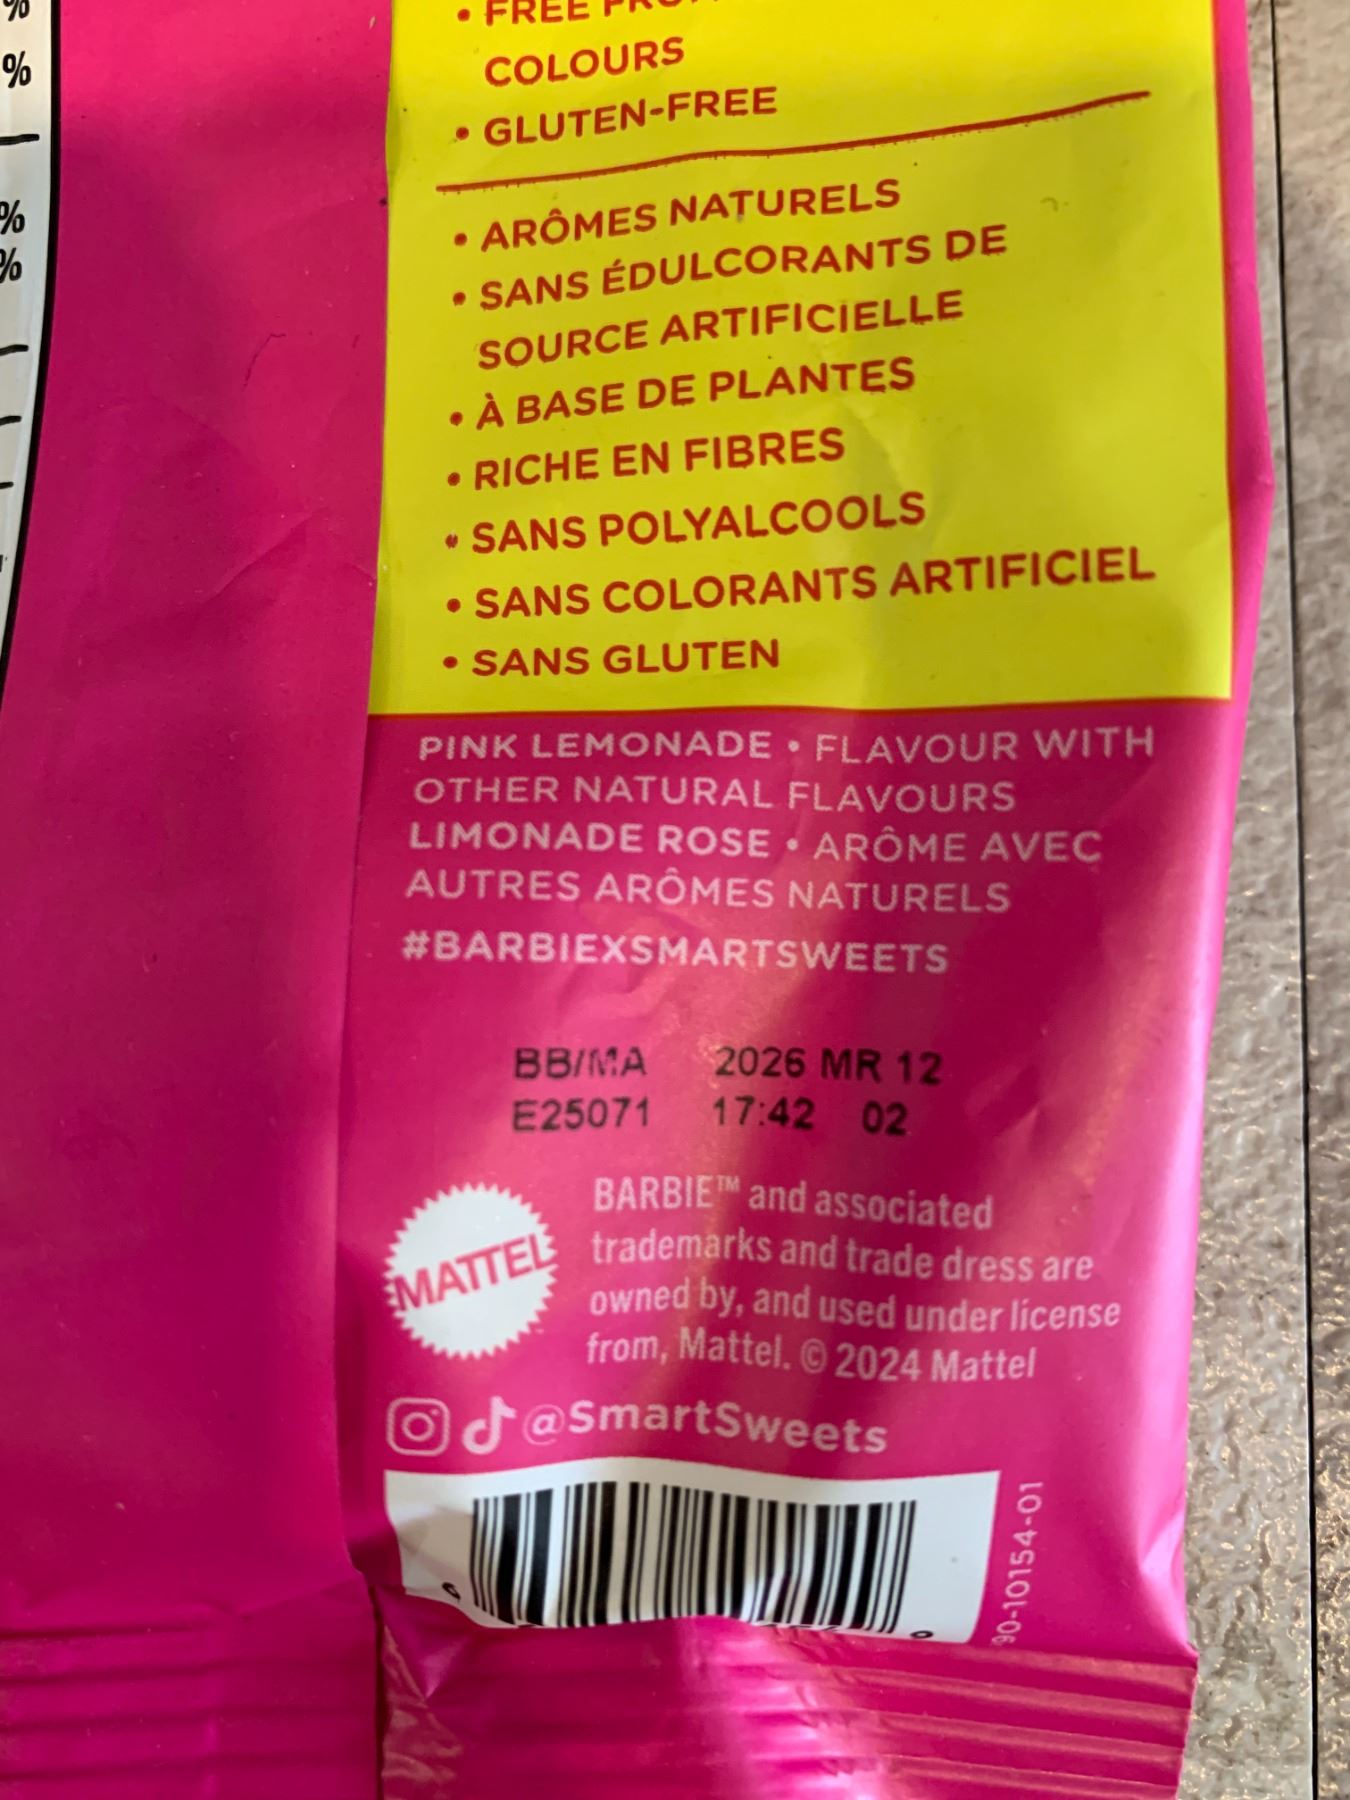 %
%
%
%
• FREE
COLOURS
• GLUTEN-FREE
• ARÔMES NATURELS
• SANS ÉDULCORANTS DE
SOURCE ARTIFICIELLE
• À BASE DE PLANTES
• RICHE EN FIBRES
• SANS POLYALCOOLS
• SANS COLORANTS ARTIFICIEL
• SANS GLUTEN
PINK LEMONADE • FLAVOUR WITH
OTHER NATURAL FLAVOURS
LIMONADE ROSE • ARÔME AVEC
AUTRES ARÔMES NATURELS
#BARBIEXSMARTSWEETS
BB/MA 2026 MR 12
E25071 17:42 02
MATTEL
BARBIE™ and associated
trademarks and trade dress are
owned by, and used under license
from, Mattel. © 2024 Mattel
@SmartSweets
90-10154-01